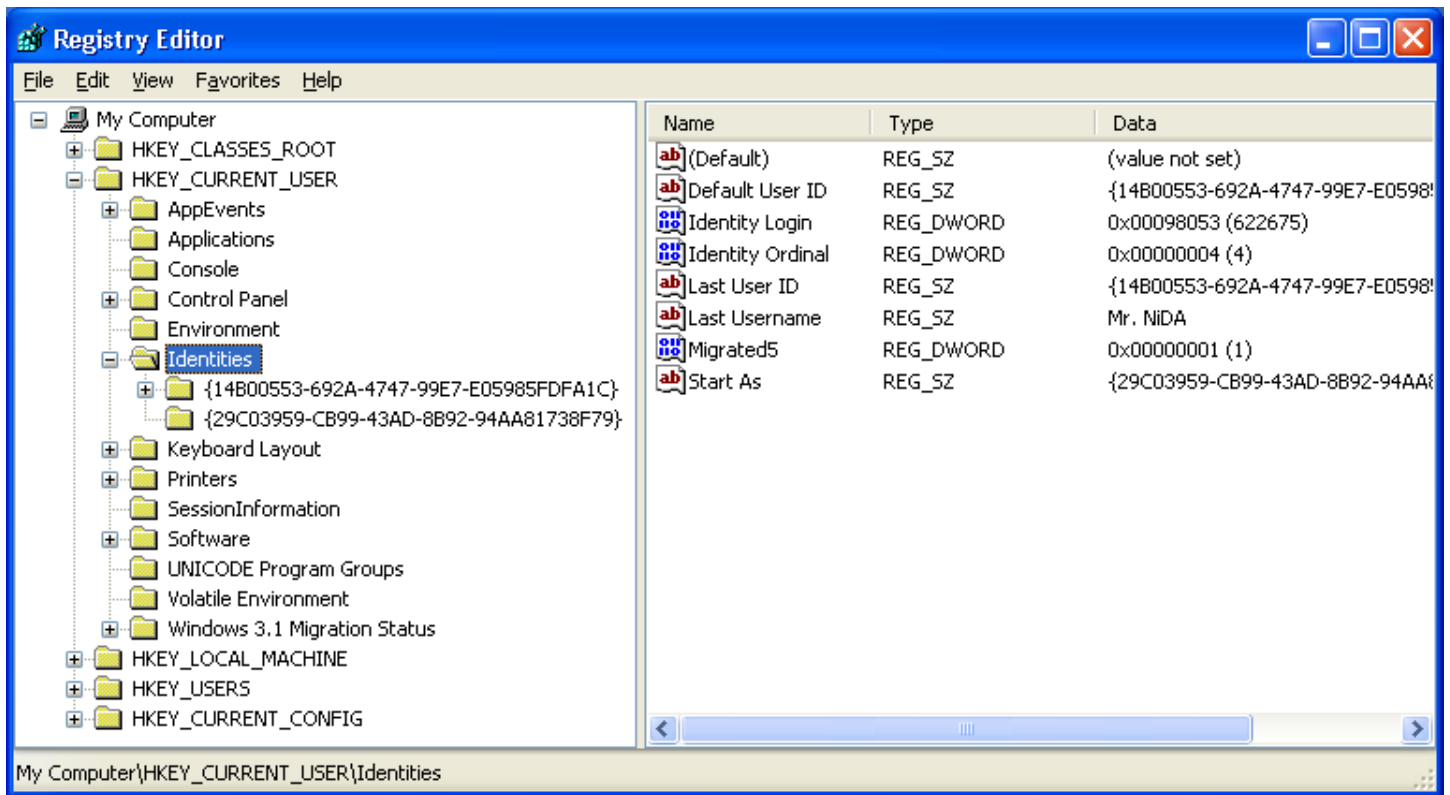 Registry Editor
File Edit View Favorites Help
My Computer
HKEY_CLASSES_ROOT
HKEY_CURRENT_USER
AppEvents
Applications
Console
Control Panel
Environment
Identities
{14B00553-692A-4747-99E7-E05985FDFA1C}
{29C03959-CB99-43AD-8B92-94AA81738F79}
Keyboard Layout
Printers
SessionInformation
Software
UNICODE Program Groups
Volatile Environment
Windows 3.1 Migration Status
HKEY_LOCAL_MACHINE
HKEY_USERS
HKEY_CURRENT_CONFIG
Name Type Data
(Default) REG_SZ (value not set)
Default User ID REG_SZ {14B00553-692A-4747-99E7-E0598
Identity Login REG_DWORD 0x00098053 (622675)
Identity Ordinal REG_DWORD 0x00000004 (4)
Last User ID REG_SZ {14B00553-692A-4747-99E7-E0598
Last Username REG_SZ Mr. NiDA
Migrated5 REG_DWORD 0x00000001 (1)
Start As REG_SZ {29C03959-CB99-43AD-8B92-94AA
My Computer\HKEY_CURRENT_USER\Identities